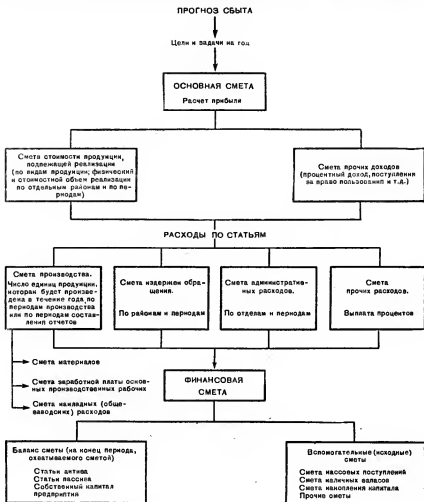 ПРОГНОЗ СБЫТА
Цели и задачи на год
ОСНОВНАЯ СМЕТА
Расчет прибыли
Смета стоимости продукции,
подлежащей реализации
(по видам продукции; физический
и стоимостной объем реализации
по отдельным районам и по пе-
риодам)
Смета прочих доходов
(процентный доход, поступления
за право пользования и т.д.)
РАСХОДЫ ПО СТАТЬЯМ
Смета производства.
Число единиц продукции,
которая будет произве-
дена в течение года, по
периодам производства
или по периодам состав-
ления отчетов
Смета издержек обра-
щения.
По районам и периодам
Смета административ-
ных расходов.
По отделам и периодам
Смета
прочих расходов.
Выплата процентов
Смета материалов
Смета заработной платы основ-
ных производственных рабочих
Смета накладных (обще-
заводских) расходов
ФИНАНСОВАЯ
СМЕТА
Баланс сметы (на конец периода,
охватываемого сметой)
Статьи актива
Статьи пассива
Собственный капитал
предприятия
Вспомогательные (исходные)
сметы
Смета кассовых поступлений
Смета наличных запасов
Смета накопления капитала
Прочие сметы